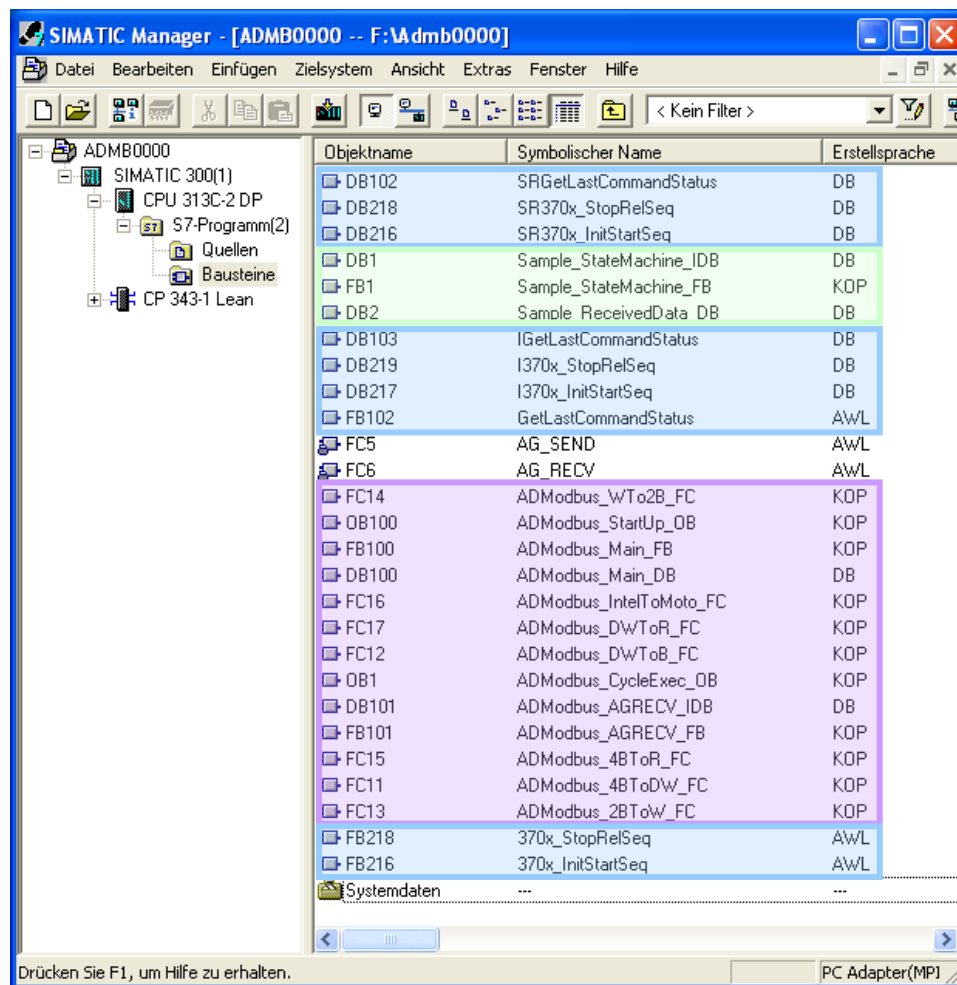 SIMATIC Manager - [ADMB0000 -- F:\Admb0000]
Datei Bearbeiten Einfügen Zielsystem Ansicht Extras Fenster Hilfe
< Kein Filter >
ADMB0000
SIMATIC 300(1)
CPU 313C-2 DP
S7-Programm(2)
Quellen
Bausteine
CP 343-1 Lean
Objektname Symbolischer Name Erstellsprache
DB102 SRGetLastCommandStatus DB
DB218 SR370x_StopRelSeq DB
DB216 SR370x_InitStartSeq DB
DB1 Sample_StateMachine_IDB DB
FB1 Sample_StateMachine_FB KOP
DB2 Sample_ReceivedData_DB DB
DB103 IGetLastCommandStatus DB
DB219 I370x_StopRelSeq DB
DB217 I370x_InitStartSeq DB
FB102 GetLastCommandStatus AWL
FC5 AG_SEND AWL
FC6 AG_RECV AWL
FC14 ADModbus_WTo2B_FC KOP
OB100 ADModbus_StartUp_OB KOP
FB100 ADModbus_Main_FB KOP
DB100 ADModbus_Main_DB DB
FC16 ADModbus_IntelToMoto_FC KOP
FC17 ADModbus_DWToR_FC KOP
FC12 ADModbus_DWToB_FC KOP
OB1 ADModbus_CycleExec_OB KOP
DB101 ADModbus_AGRECV_IDB DB
FB101 ADModbus_AGRECV_FB KOP
FC15 ADModbus_4BToR_FC KOP
FC11 ADModbus_4BToDW_FC KOP
FC13 ADModbus_2BToW_FC KOP
FB218 370x_StopRelSeq AWL
FB216 370x_InitStartSeq AWL
Systemdaten --- ---
Drücken Sie F1, um Hilfe zu erhalten. PC Adapter(MPI